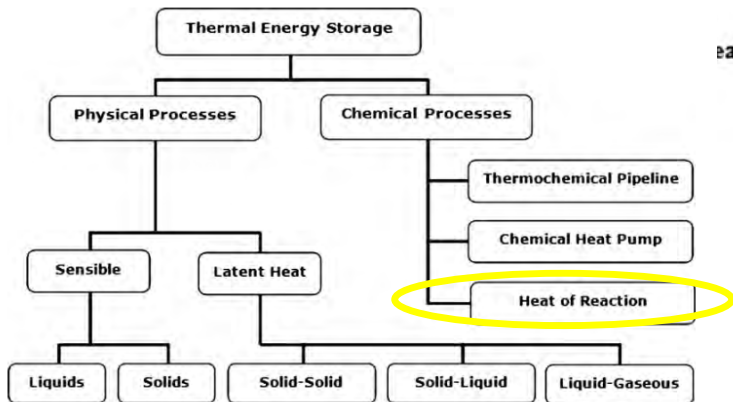 Thermal Energy Storage
ea
Physical Processes
Chemical Processes
Thermochemical Pipeline
Chemical Heat Pump
Sensible
Latent Heat
Heat of Reaction
Liquids
Solids
Solid-Solid
Solid-Liquid
Liquid-Gaseous